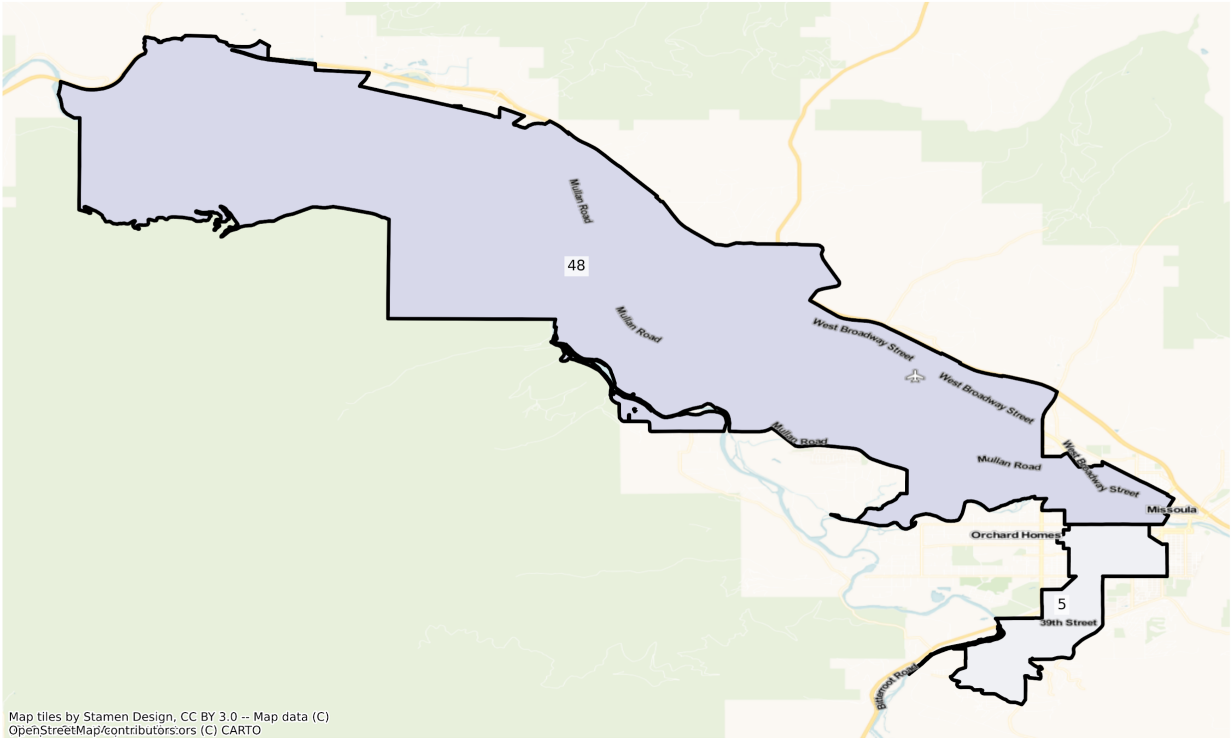 Mullan Road
48
Mullan Road
West Broadway Street
West Broadway Street
Mullan Road
West Broadway Street
Mullan Road
Missoula
Orchard Homes
5
39th Street
Bitterroot Road
Map tiles by Stamen Design, CC BY 3.0 -- Map data (C)
OpenStreetMap contributors (C) CARTO